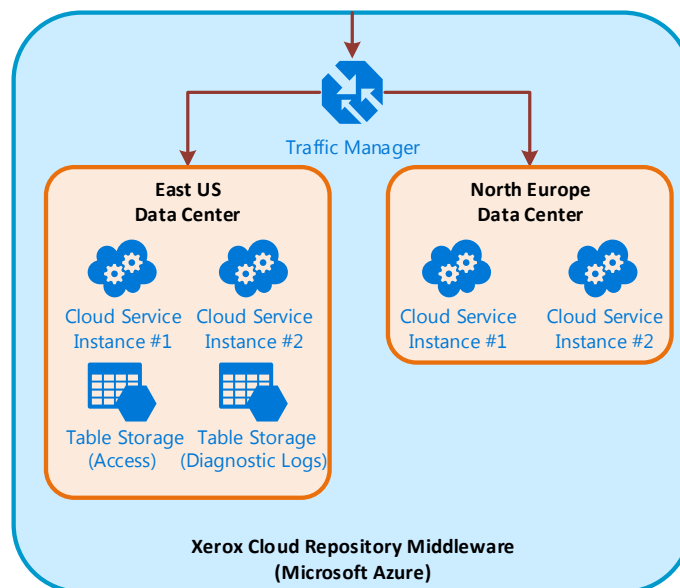 Traffic Manager
East US
Data Center
Cloud Service
Instance #1
Cloud Service
Instance #2
Table Storage
(Access)
Table Storage
(Diagnostic Logs)
North Europe
Data Center
Cloud Service
Instance #1
Cloud Service
Instance #2
Xerox Cloud Repository Middleware
(Microsoft Azure)